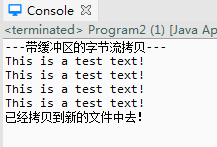 Console
<terminated> Program2 (1) [Java Ap
---带缓冲区的字节流拷贝---
This is a test text!
This is a test text!
This is a test text!
This is a test text!
已经拷贝到新的文件中去!